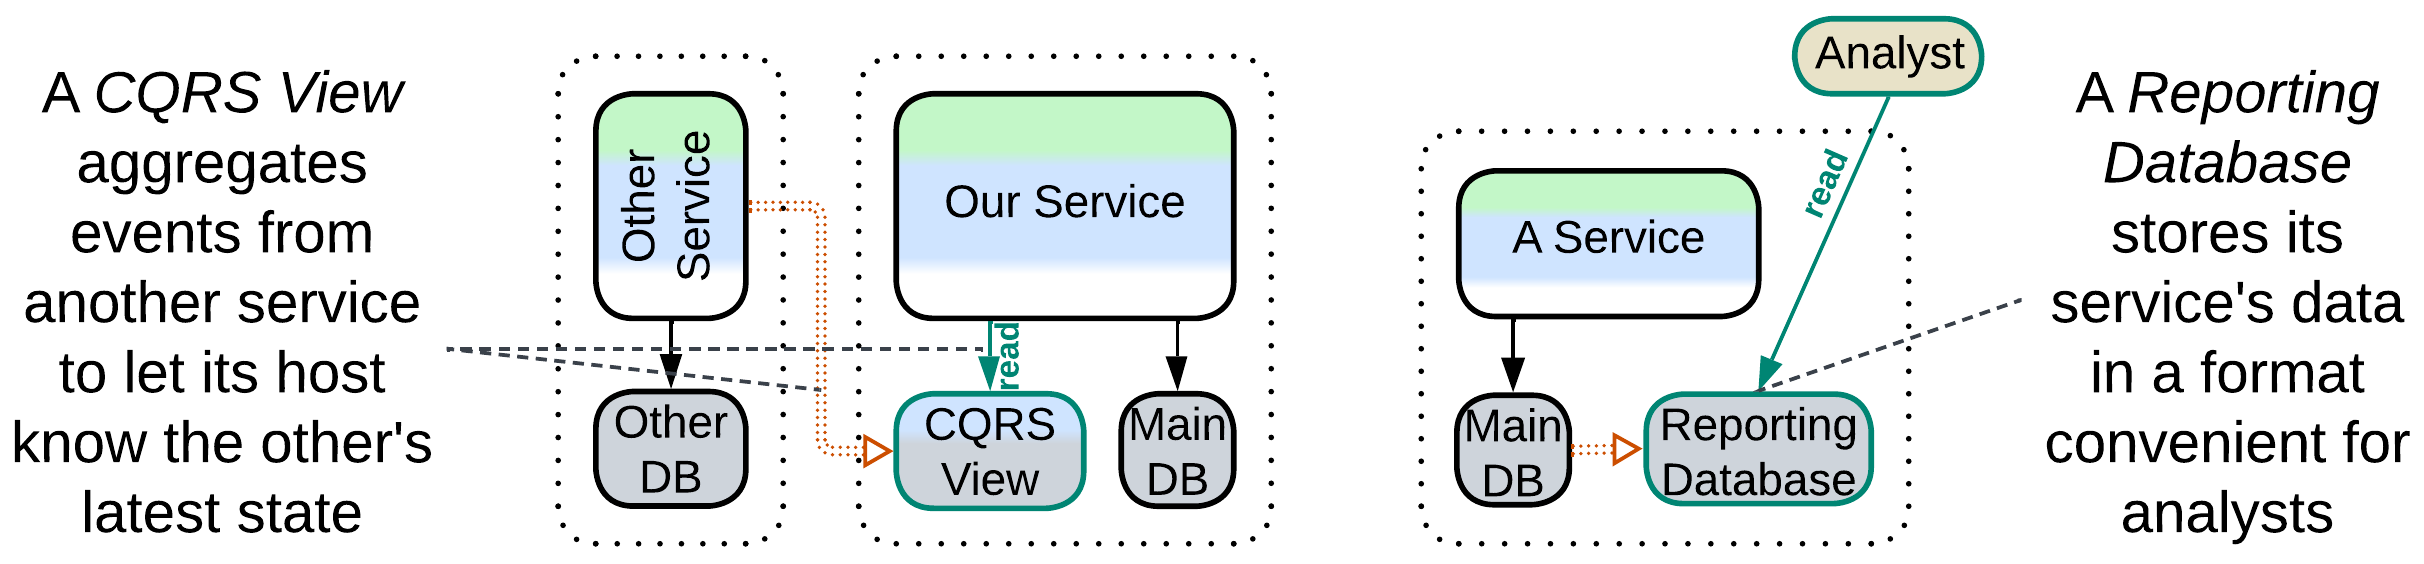 A CQRS View
aggregates
events from
another service
to let its host
know the other's
latest state
Other
Service
Other
DB
Our Service
read
CQRS
View
Main
DB
Analyst
read
A Service
Main
DB
Reporting
Database
A Reporting
Database
stores its
service's data
in a format
convenient for
analysts